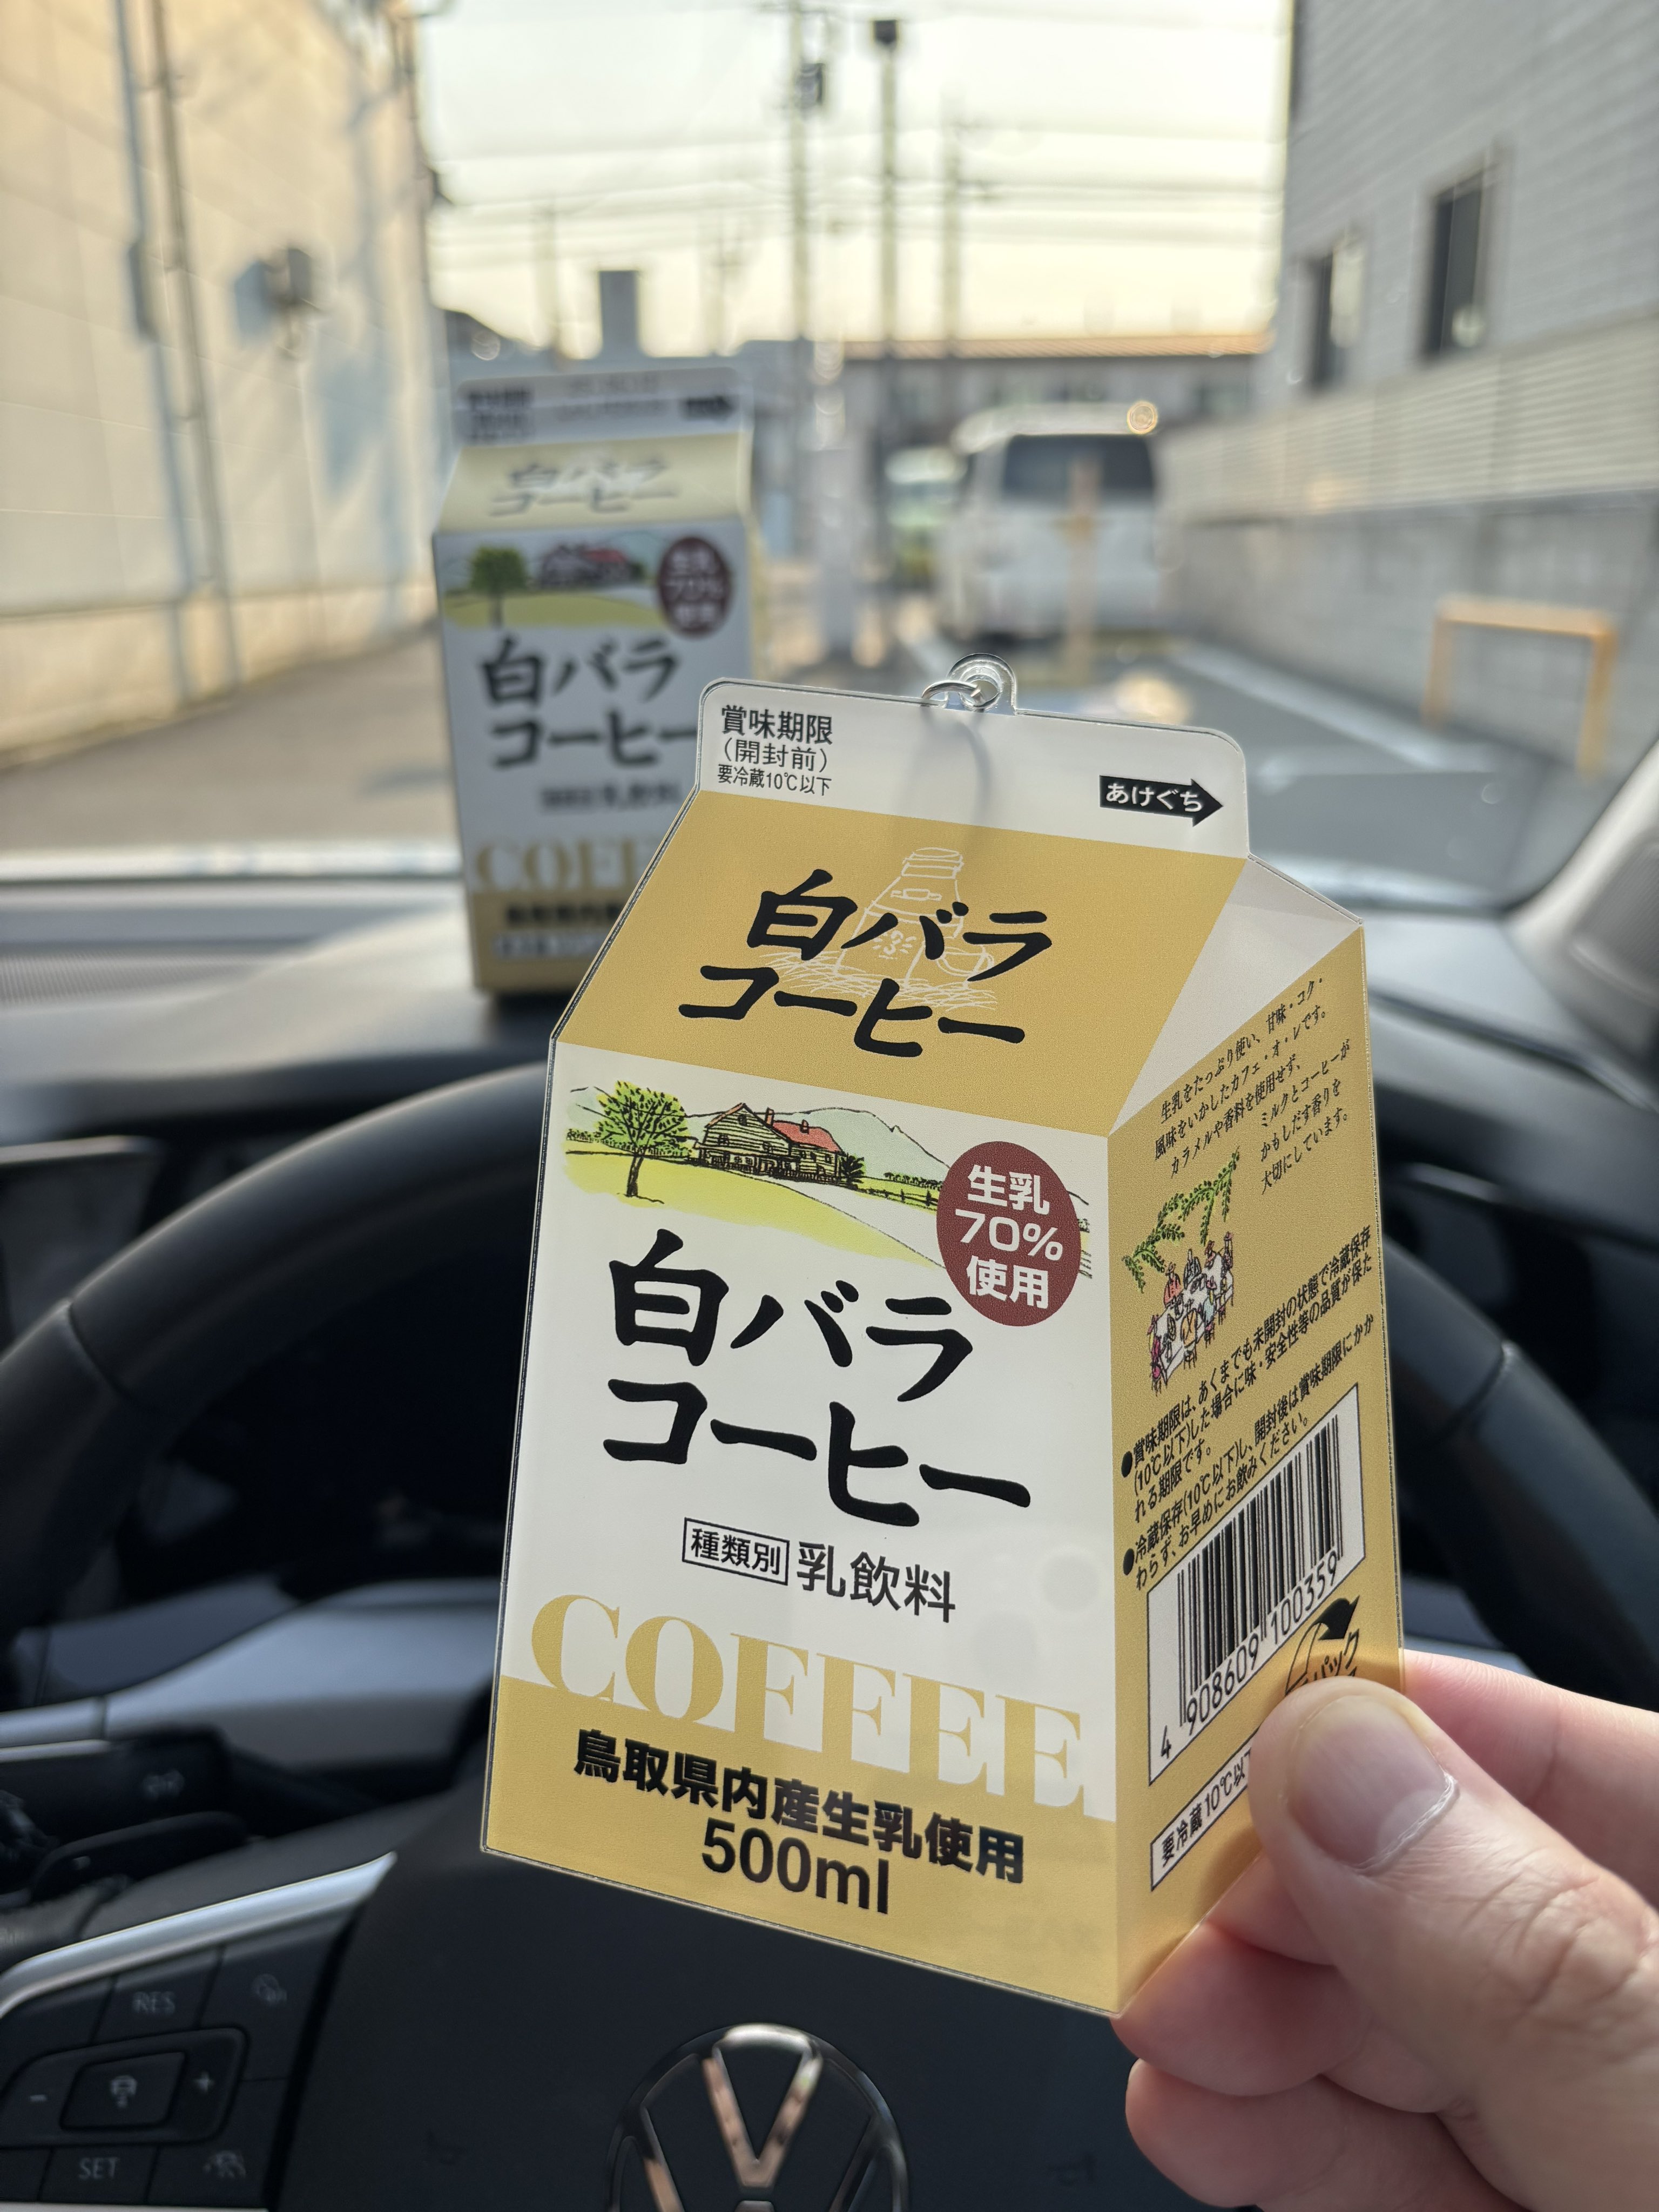 白バラ
コーヒー
生乳
70%
使用
白バラ
コーヒー
賞味期限
（開封前）
要冷蔵10℃以下
あけぐち
白バラ
コーヒー
生乳
70%
使用
白バラ
コーヒー
種類別 乳飲料
COFFEE
鳥取県内産生乳使用
500ml
生乳をたっぷり使い、甘味・コク・
風味をいかしたカフェ・オ・レです。
カラメルや香料を使用せず、
ミルクとコーヒーが
かもしだす香りを
大切にしています。
●賞味期限は、あくまでも未開封の状態で冷蔵保存
(10℃以下)した場合に味・安全性等の品質が保た
れる期限です。
●冷蔵保存(10℃以下)し、開封後は賞味期限にかか
わらず、お早めにお飲みください。
4 908609 100359
パック
要冷蔵10℃以下
RES
SET